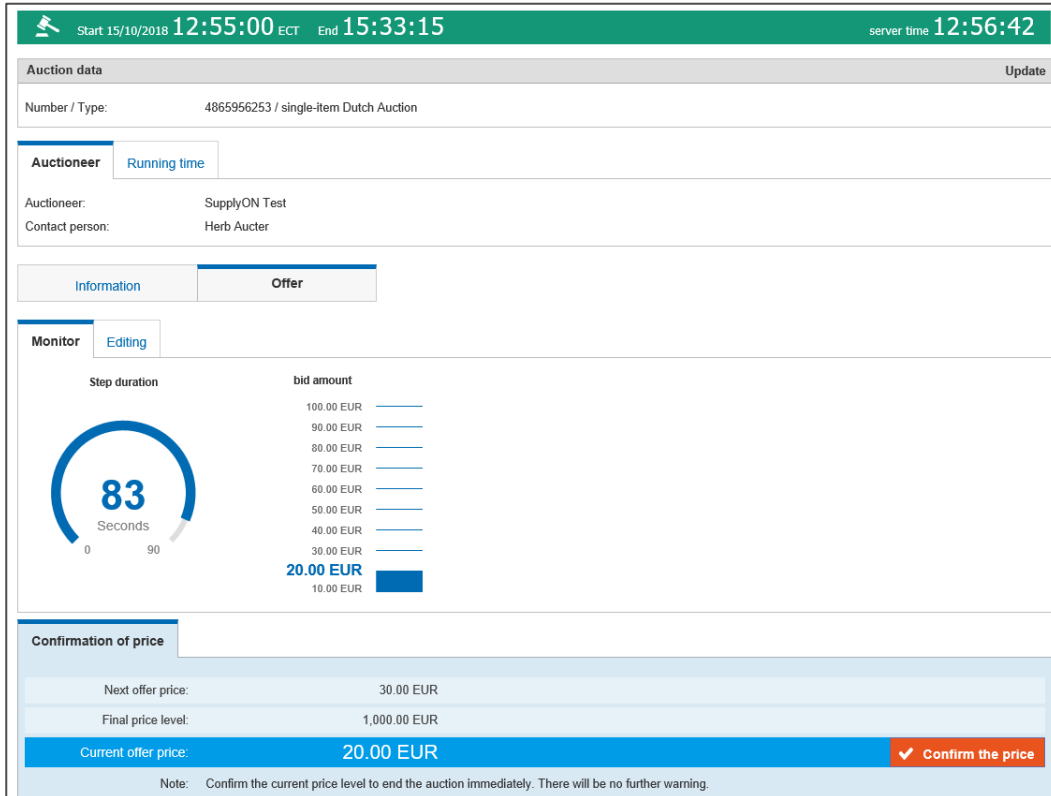 Start 15/10/2018 12:55:00 ECT End 15:33:15 server time 12:56:42
Auction data Update
Number / Type: 4865956253 / single-item Dutch Auction
Auctioneer Running time
Auctioneer: SupplyON Test
Contact person: Herb Aucter
Information Offer
Monitor Editing
Step duration
83
Seconds
0 90
bid amount
100.00 EUR
90.00 EUR
80.00 EUR
70.00 EUR
60.00 EUR
50.00 EUR
40.00 EUR
30.00 EUR
20.00 EUR
10.00 EUR
Confirmation of price
Next offer price: 30.00 EUR
Final price level: 1,000.00 EUR
Current offer price: 20.00 EUR Confirm the price
Note: Confirm the current price level to end the auction immediately. There will be no further warning.